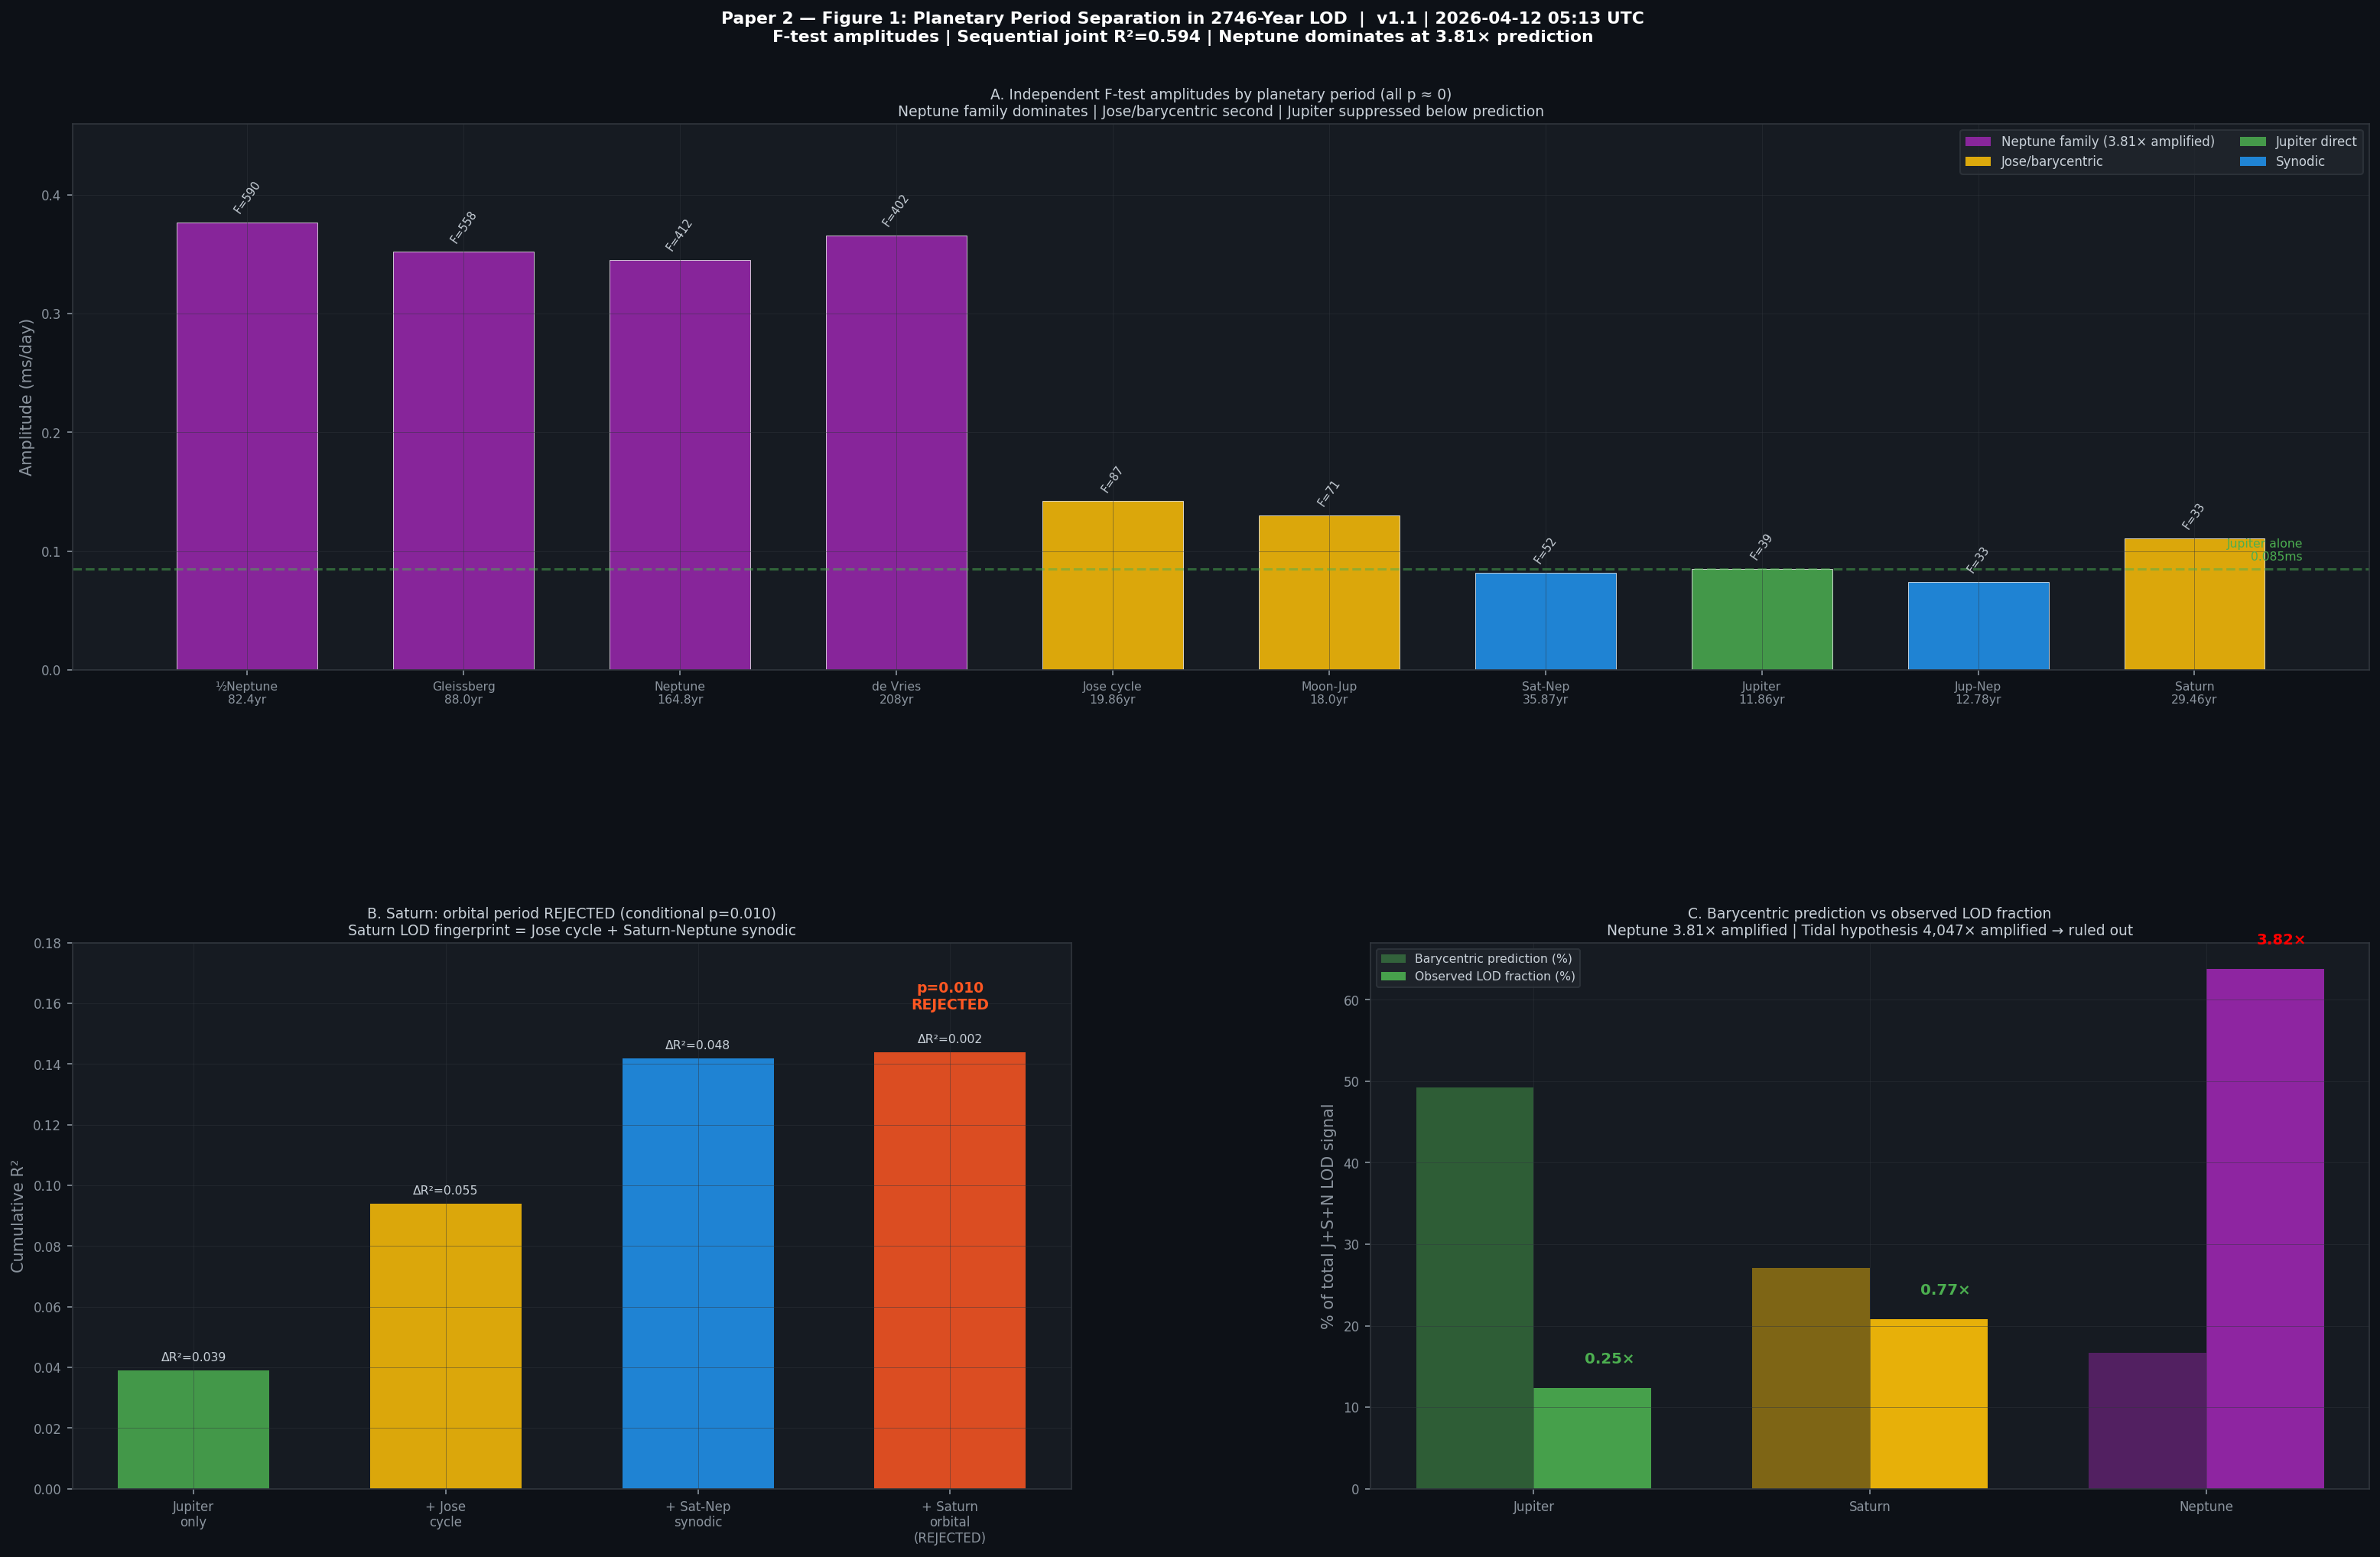 Paper 2 — Figure 1: Planetary Period Separation in 2746-Year LOD | v1.1 | 2026-04-12 05:13 UTC
F-test amplitudes | Sequential joint R²=0.594 | Neptune dominates at 3.81× prediction
A. Independent F-test amplitudes by planetary period (all p ≈ 0)
Neptune family dominates | Jose/barycentric second | Jupiter suppressed below prediction
Amplitude (ms/day)
0.4
0.3
0.2
0.1
0.0
Neptune family (3.81× amplified)
Jose/barycentric
Jupiter direct
Synodic
F=590
F=558
F=412
F=402
F=87
F=71
F=52
F=39
F=33
F=33
Jupiter alone
0.085ms
½Neptune
82.4yr
Gleissberg
88.0yr
Neptune
164.8yr
de Vries
208yr
Jose cycle
19.86yr
Moon-Jup
18.0yr
Sat-Nep
35.87yr
Jupiter
11.86yr
Jup-Nep
12.78yr
Saturn
29.46yr
B. Saturn: orbital period REJECTED (conditional p=0.010)
Saturn LOD fingerprint = Jose cycle + Saturn-Neptune synodic
Cumulative R²
0.18
0.16
0.14
0.12
0.10
0.08
0.06
0.04
0.02
0.00
ΔR²=0.039
ΔR²=0.055
ΔR²=0.048
p=0.010
REJECTED
ΔR²=0.002
Jupiter
only
+ Jose
cycle
+ Sat-Nep
synodic
+ Saturn
orbital
(REJECTED)
C. Barycentric prediction vs observed LOD fraction
Neptune 3.81× amplified | Tidal hypothesis 4,047× amplified → ruled out
% of total J+S+N LOD signal
60
50
40
30
20
10
0
Barycentric prediction (%)
Observed LOD fraction (%)
0.25×
0.77×
3.82×
Jupiter
Saturn
Neptune